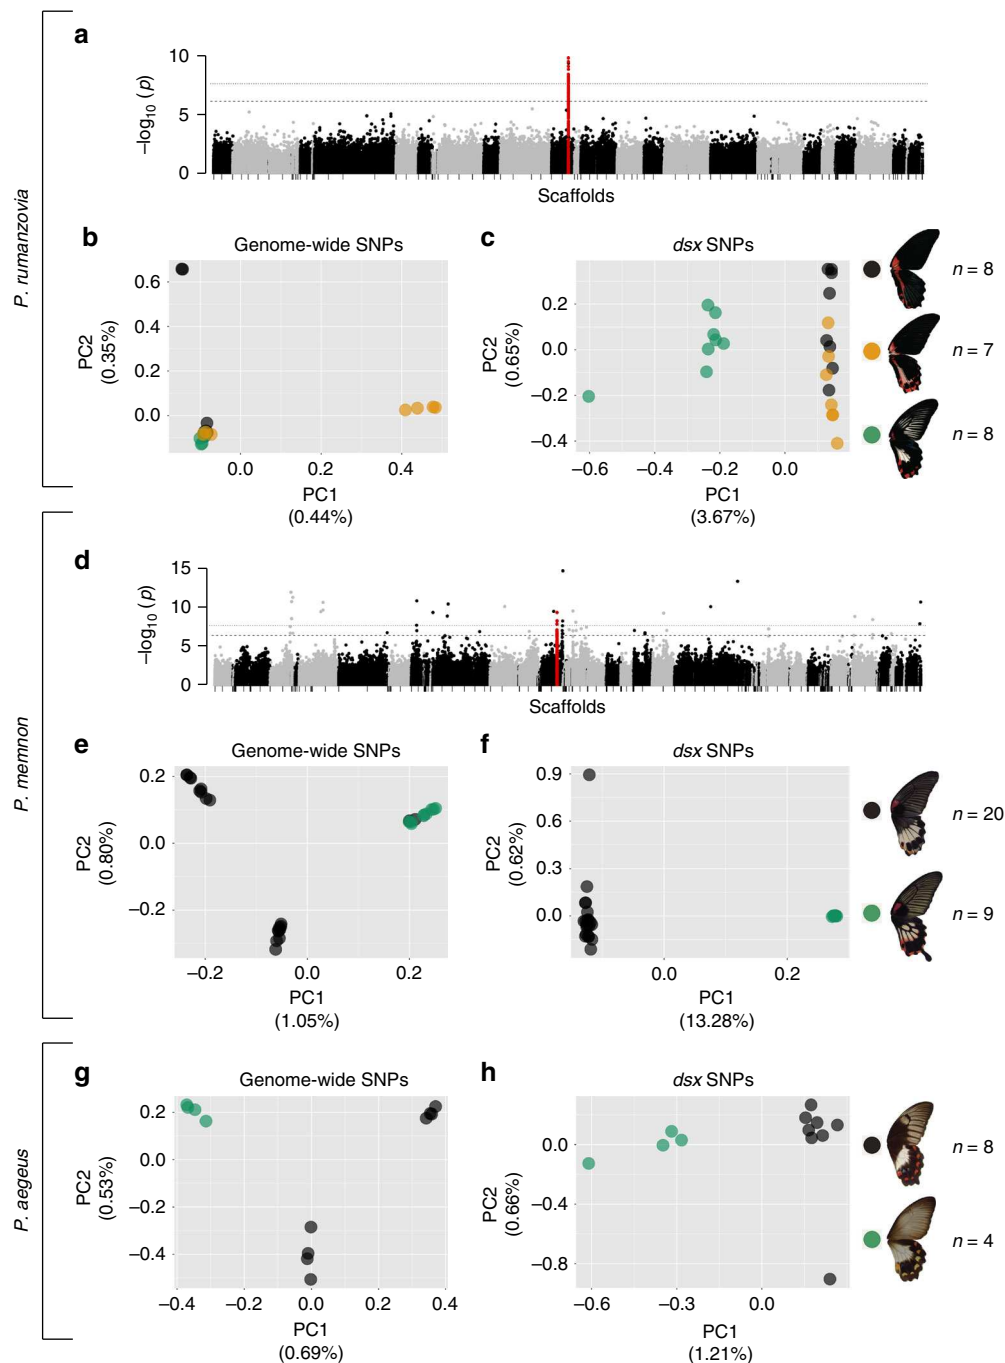 P. rumanzovia
a
10
5
0
–log10 (p)
Scaffolds
b
Genome-wide SNPs
0.6
0.4
0.2
0.0
PC2
(0.35%)
0.0
0.2
0.4
PC1
(0.44%)
c
dsx SNPs
0.2
0.0
–0.2
–0.4
PC2
(0.65%)
–0.6
–0.4
–0.2
0.0
PC1
(3.67%)
n = 8
n = 7
n = 8
P. memnon
d
15
10
5
0
–log10 (p)
Scaffolds
e
Genome-wide SNPs
0.2
0.0
–0.2
PC2
(0.80%)
–0.2
0.0
0.2
PC1
(1.05%)
f
dsx SNPs
0.9
0.6
0.3
0.0
PC2
(0.62%)
0.0
0.2
PC1
(13.28%)
n = 20
n = 9
P. aegeus
g
Genome-wide SNPs
0.2
0.0
–0.2
–0.4
PC2
(0.53%)
–0.4
–0.2
0.0
0.2
0.4
PC1
(0.69%)
h
dsx SNPs
0.0
–0.4
–0.8
PC2
(0.66%)
–0.6
–0.3
0.0
PC1
(1.21%)
n = 8
n = 4